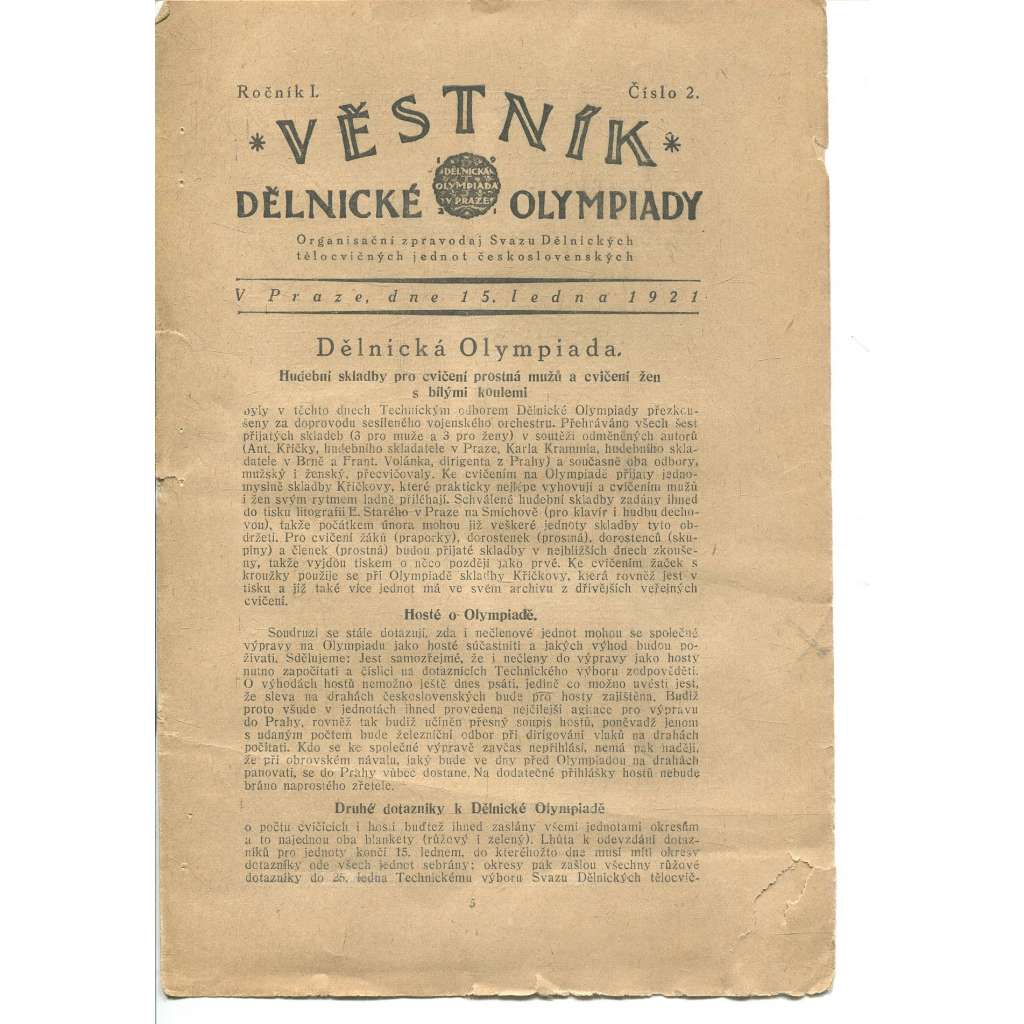 Ročník I.
Číslo 2.
* VĚSTNÍK *
DĚLNICKÉ OLYMPIADY
DĚLNICKÁ
OLYMPIADA
V PRAZE
Organisační zpravodaj Svazu Dělnických
tělocvičných jednot československých
V Praze, dne 15. ledna 1921
Dělnická Olympiada.
Hudební skladby pro cvičení prostná mužů a cvičení žen
s bílými koulemi
byly v těchto dnech Technickým odborem Dělnické Olympiady přezkou-
šeny za doprovodu sesíleného vojenského orchestru. Přehráváno všech šest
přijatých skladeb (3 pro muže a 3 pro ženy) v soutěži odměněných autorů
(Ant. Křičky, hudebního skladatele v Praze, Karla Krammla, hudebního skla-
datele v Brně a Frant. Volánka, dirigenta z Prahy) a současně oba odbory,
mužský i ženský, přecvičovaly. Ke cvičením na Olympiadě přijaty jedno-
myslně skladby Křičkovy, které prakticky nejlépe vyhovují a cvičením mužů
i žen svým rytmem ladně přiléhají. Schválené hudební skladby zadány ihned
do tisku litografii E. Starého v Praze na Smíchově (pro klavír i hudbu decho-
vou), takže počátkem února mohou již veškeré jednoty skladby tyto ob-
držeti. Pro cvičení žáků (praporky), dorostenek (prostná), dorostenců (sku-
piny) a členek (prostná) budou přijaté skladby v nejbližších dnech zkouše-
ny, takže vyjdou tiskem o něco později jako prvé. Ke cvičením žaček s
kroužky použije se při Olympiadě skladby Křičkovy, která rovněž jest v
tisku a již také více jednot má ve svém archivu z dřívějších veřejných
cvičení.
Hosté o Olympiadě.
Soudruzi se stále dotazují, zda i nečlenové jednot mohou se společné
výpravy na Olympiadu jako hosté súčastniti a jakých výhod budou po-
žívati. Sdělujeme: Jest samozřejmé, že i nečleny do výpravy jako hosty
nutno započítati a číslici na dotaznících Technického výboru zodpověděti.
O výhodách hostů nemožno ještě dnes psáti, jedině co možno uvésti jest,
že sleva na drahách československých bude pro hosty zajištěna. Budiž
proto všude v jednotách ihned provedena nejčilejší agitace pro výpravu
do Prahy, rovněž tak budiž učiněn přesný soupis hostů, poněvadž jenom
s udaným počtem bude železniční odbor při dirigování vlaků na drahách
počítati. Kdo se ke společné výpravě zavčas nepřihlásí, nemá pak naději,
že při obrovském návalu, jaký bude ve dny před Olympiadou na drahách
panovati, se do Prahy vůbec dostane. Na dodatečné přihlášky hostů nebude
bráno naprostého zřetele.
Druhé dotazníky k Dělnické Olympiadě
o počtu cvičících i hostí buďtež ihned zaslány všemi jednotami okresům
a to najednou oba blankety (růžový i zelený). Lhůta k odevzdání dotaz-
níků pro jednoty končí 15. lednem, do kteréhožto dne musí míti okresy
dotazníky ode všech jednot sebrány; okresy pak zašlou všechny růžové
dotazníky do 25. ledna Technickému výboru Svazu Dělnických tělocvič-
5